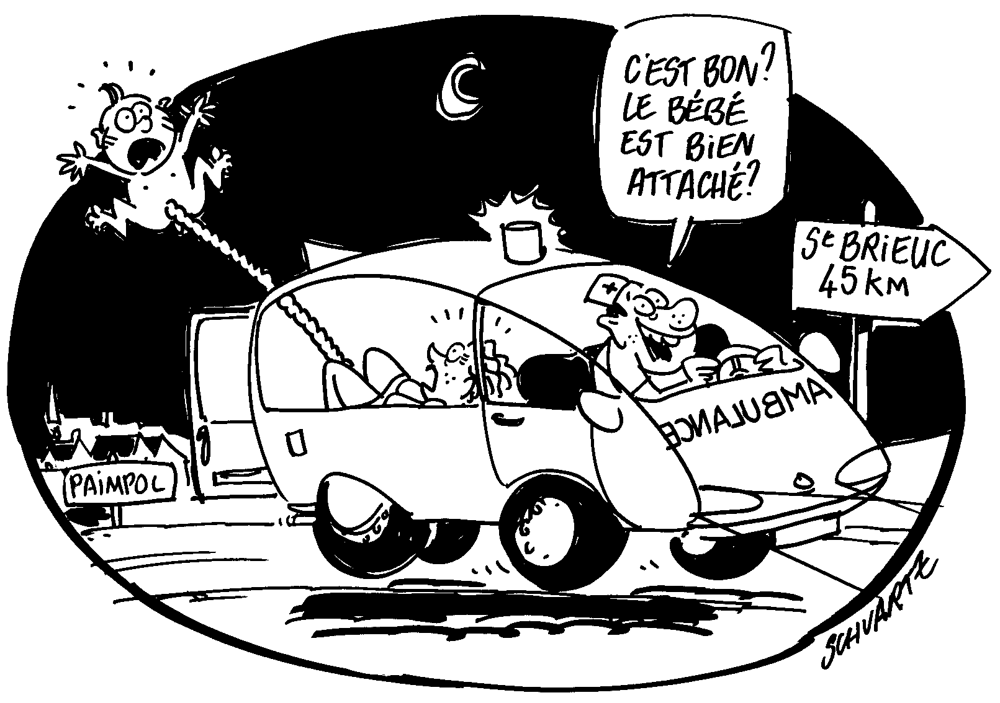 C'EST BON?
LE BÉBÉ
EST BiEN
ATTACHÉ?
St BRiEUC
45 KM
AMBULANCE
PAiMPOL
SCHVARTZ